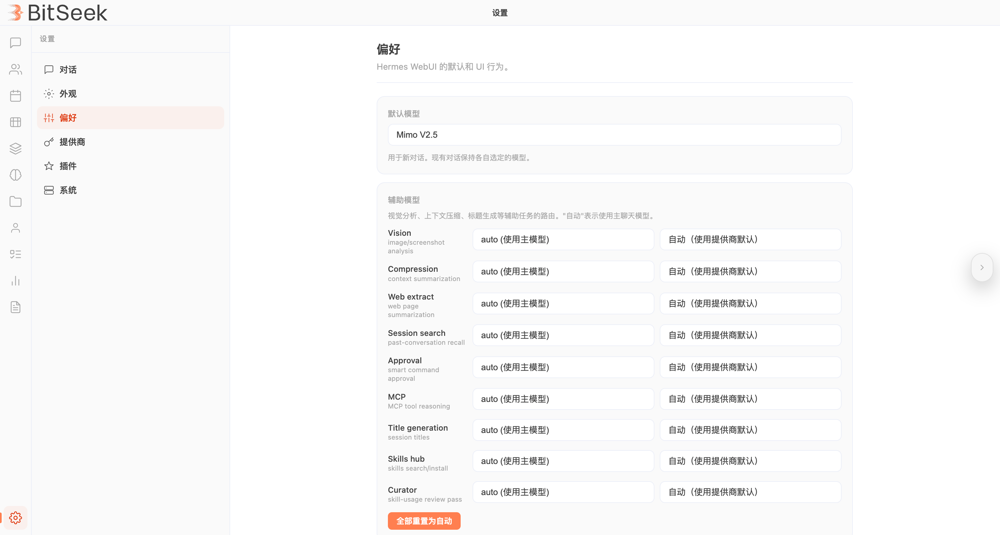 BitSeek
设置
设置
对话
外观
偏好
提供商
插件
系统
偏好
Hermes WebUI 的默认和 UI 行为。
默认模型
Mimo V2.5
用于新对话。现有对话保持各自选定的模型。
辅助模型
视觉分析、上下文压缩、标题生成等辅助任务的路由。"自动"表示使用主聊天模型。
Vision
image/screenshot
analysis
auto (使用主模型)
自动（使用提供商默认）
Compression
context summarization
auto (使用主模型)
自动（使用提供商默认）
Web extract
web page
summarization
auto (使用主模型)
自动（使用提供商默认）
Session search
past-conversation recall
auto (使用主模型)
自动（使用提供商默认）
Approval
smart command
approval
auto (使用主模型)
自动（使用提供商默认）
MCP
MCP tool reasoning
auto (使用主模型)
自动（使用提供商默认）
Title generation
session titles
auto (使用主模型)
自动（使用提供商默认）
Skills hub
skills search/install
auto (使用主模型)
自动（使用提供商默认）
Curator
skill-usage review pass
auto (使用主模型)
自动（使用提供商默认）
全部重置为自动